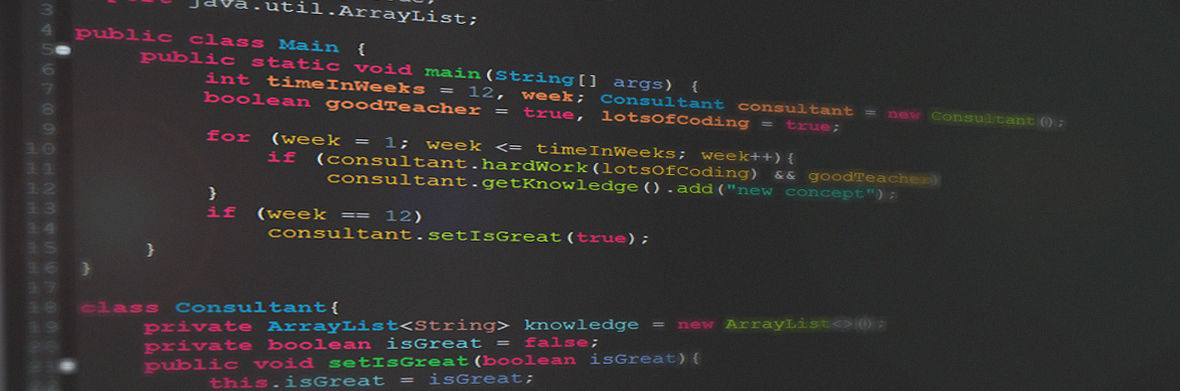 3 java.util.ArrayList;
4
5 public class Main {
6 public static void main(String[] args) {
7 int timeInWeeks = 12, week; Consultant consultant = new Consultant();
8 boolean goodTeacher = true, lotsOfCoding = true;
9
10 for (week = 1; week <= timeInWeeks; week++){
11 if (consultant.hardWork(lotsOfCoding) && goodTeacher)
12 consultant.getKnowledge().add("new concept");
13 }
14 if (week == 12)
15 consultant.setIsGreat(true);
16 }
17 }
18 class Consultant{
19 private ArrayList<String> knowledge = new ArrayList<>();
20 private boolean isGreat = false;
21 public void setIsGreat(boolean isGreat){
22 this.isGreat = isGreat;